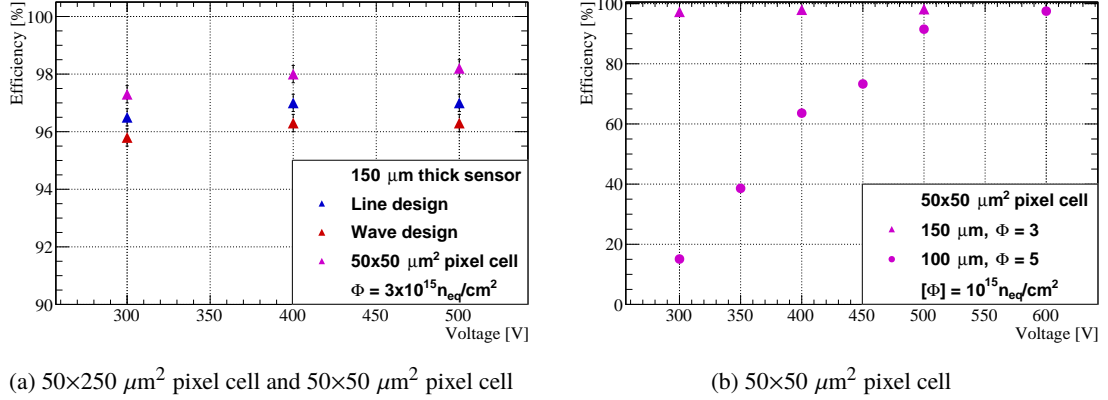 Efficiency [%]
100
98
96
94
92
90
300
350
400
450
500
Voltage [V]
150 μm thick sensor
Line design
Wave design
50x50 μm² pixel cell
Φ = 3x10¹⁵nₑq/cm²
(a) 50×250 μm² pixel cell and 50×50 μm² pixel cell
Efficiency [%]
100
80
60
40
20
0
300
350
400
450
500
550
600
Voltage [V]
50x50 μm² pixel cell
150 μm, Φ = 3
100 μm, Φ = 5
[Φ] = 10¹⁵nₑq/cm²
(b) 50×50 μm² pixel cell